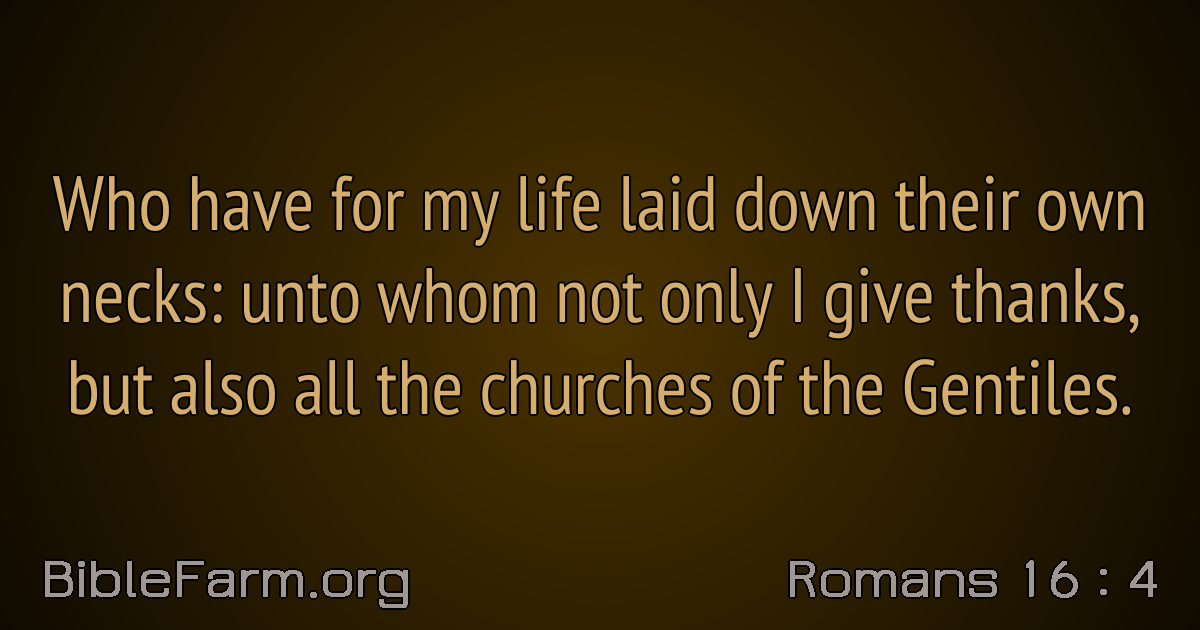 Who have for my life laid down their own
necks: unto whom not only I give thanks,
but also all the churches of the Gentiles.
BibleFarm.org
Romans 16 : 4